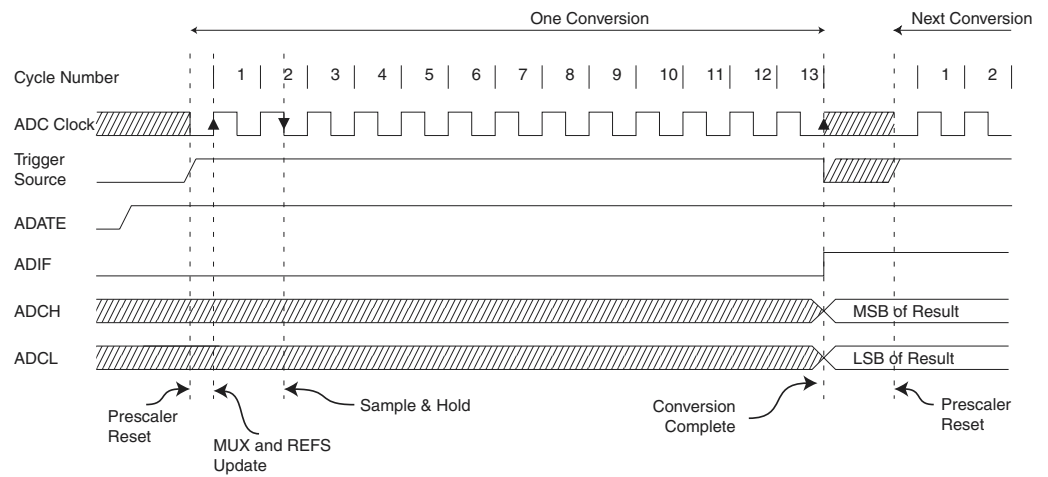 One Conversion
Next Conversion
Cycle Number
1 2 3 4 5 6 7 8 9 10 11 12 13 1 2
ADC Clock
Trigger
Source
ADATE
ADIF
ADCH
MSB of Result
ADCL
LSB of Result
Prescaler
Reset
MUX and REFS
Update
Sample & Hold
Conversion
Complete
Prescaler
Reset